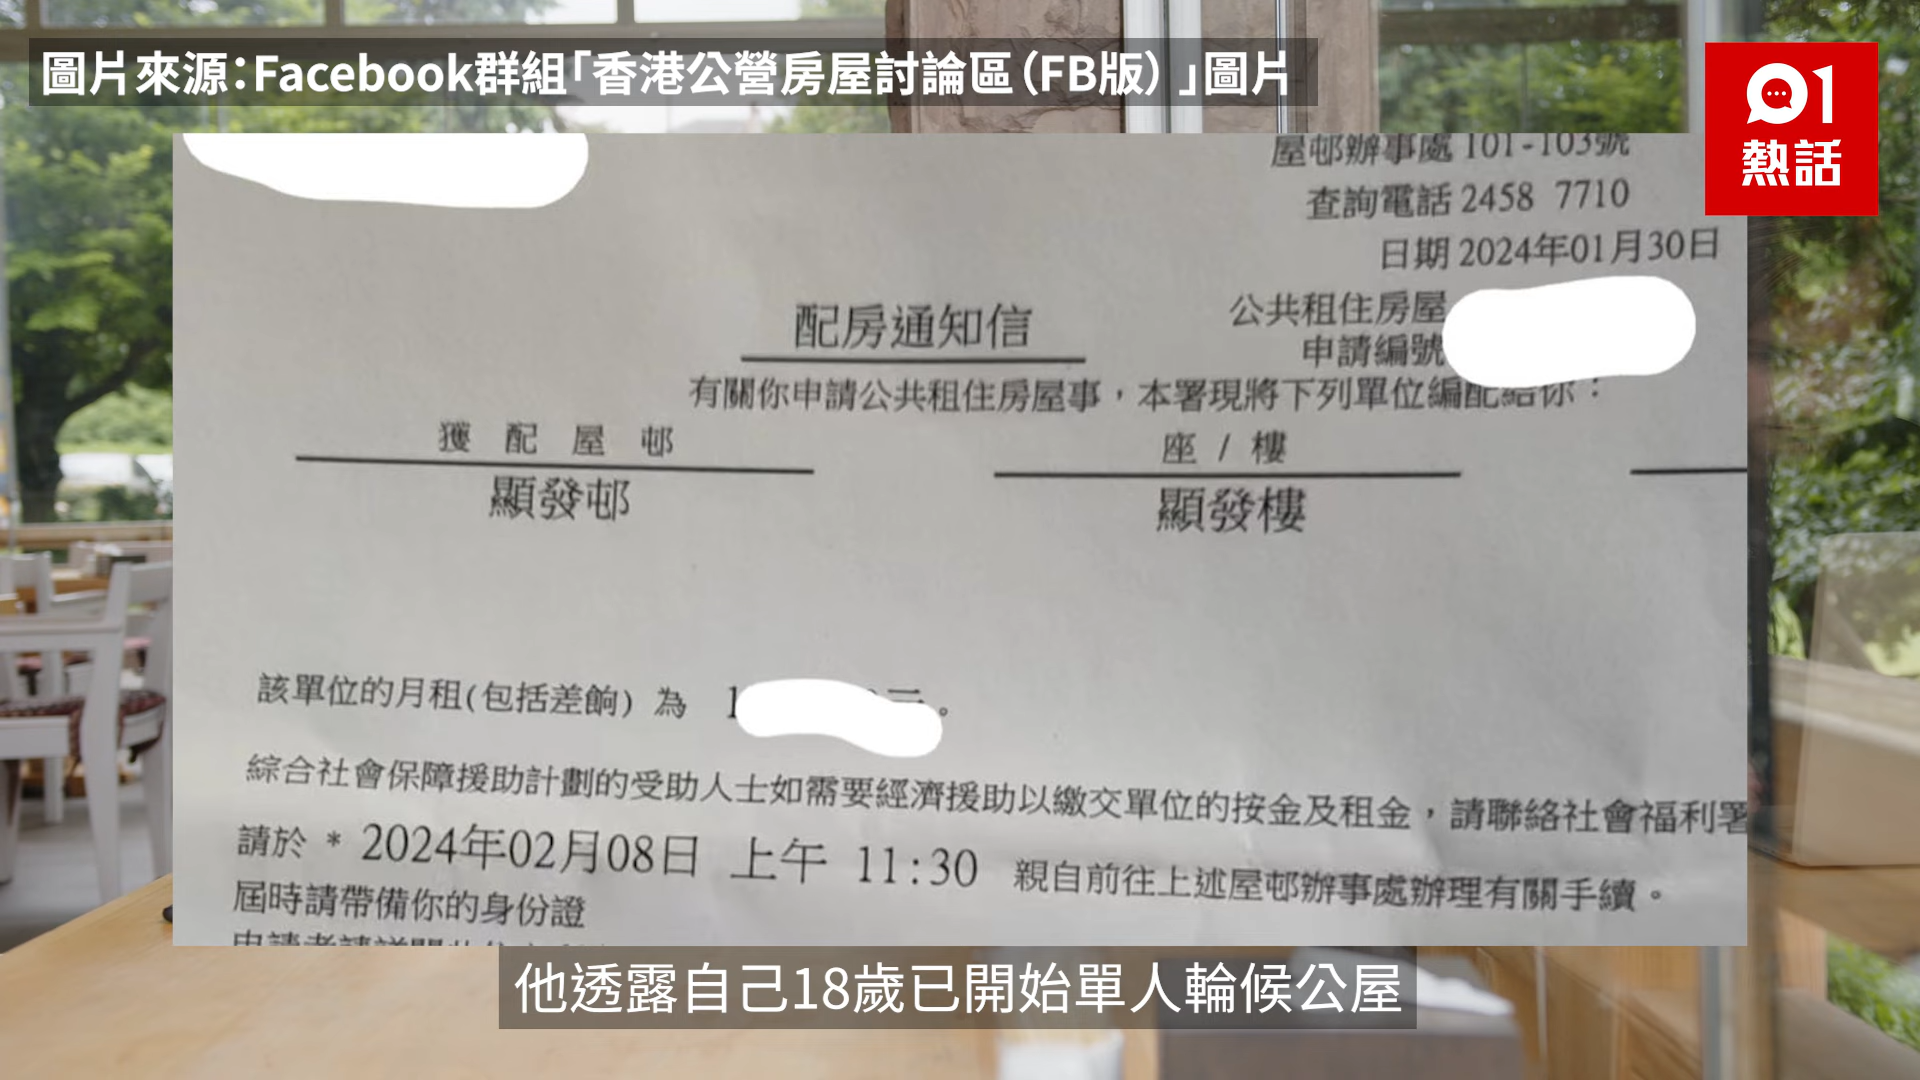 圖片來源：Facebook群組「香港公營房屋討論區（FB版）」圖片
01
熱話
屋邨辦事處 101-103號
查詢電話 2458 7710
日期 2024年01月30日
公共租住房屋
申請編號
配房通知信
有關你申請公共租住房屋事，本署現將下列單位編配給你：
獲配屋邨
座 / 樓
顯發邨
顯發樓
該單位的月租(包括差餉) 為 1
綜合社會保障援助計劃的受助人士如需要經濟援助以繳交單位的按金及租金，請聯絡社會福利署
請於 * 2024年02月08日 上午 11:30 親自前往上述屋邨辦事處辦理有關手續。
屆時請帶備你的身份證
他透露自己18歲已開始單人輪候公屋